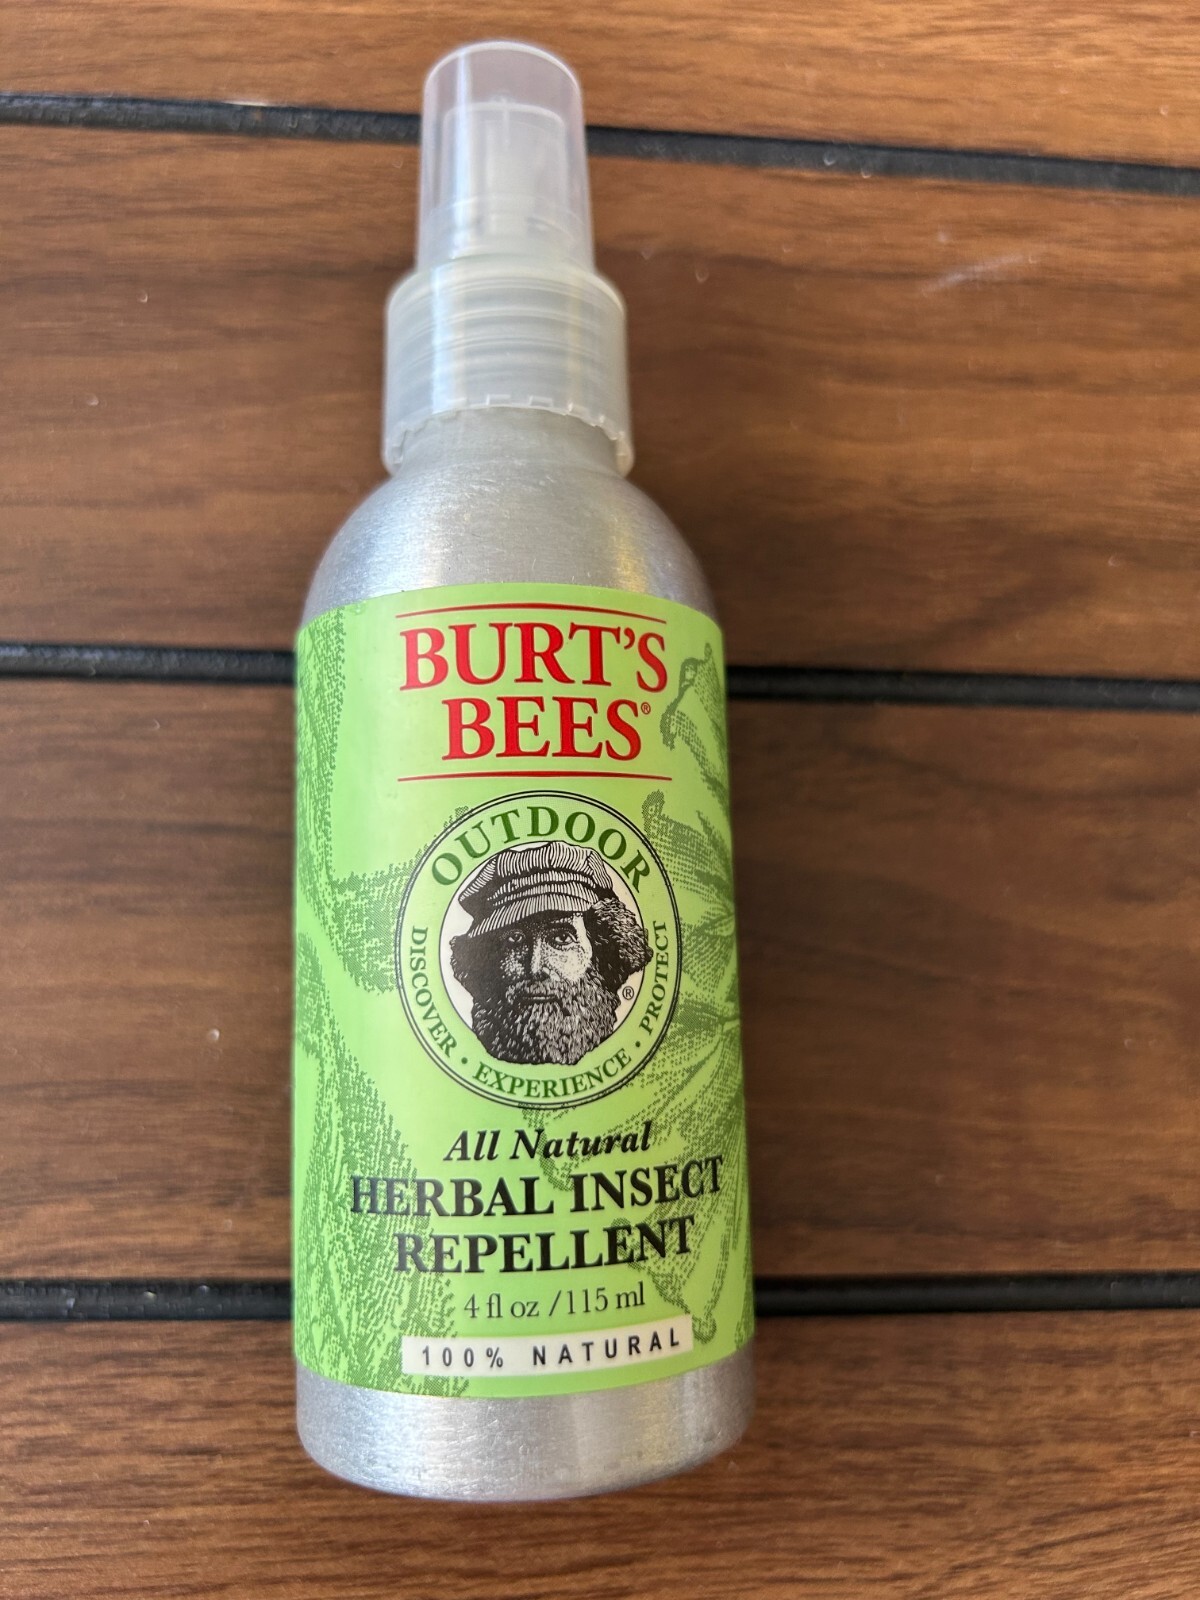 BURT'S
BEES®
OUTDOOR
DISCOVER • EXPERIENCE • PROTECT
®
All Natural
HERBAL INSECT
REPELLENT
4 fl oz / 115 ml
100% NATURAL